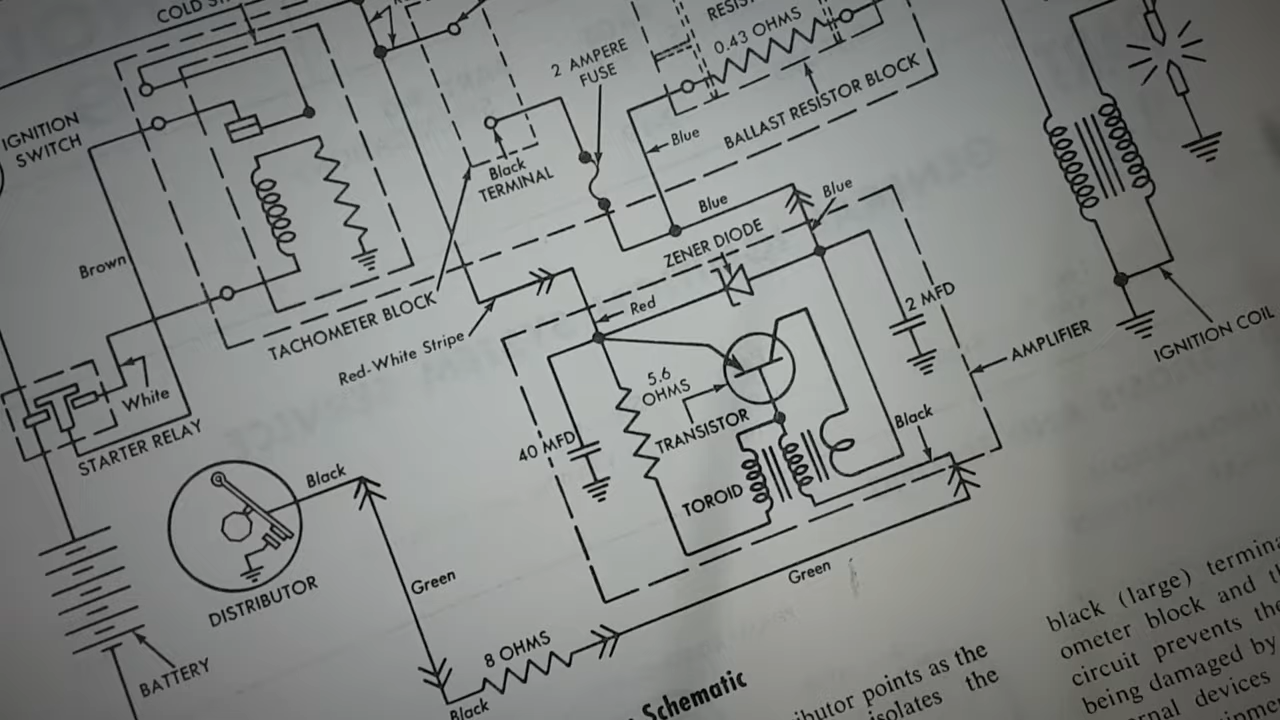 COLD
RESIS
0.43 OHMS
2 AMPERE
FUSE
IGNITION
SWITCH
BALLAST RESISTOR BLOCK
Blue
Black
TERMINAL
Blue
Blue
ZENER DIODE
Brown
TACHOMETER BLOCK
Red
Red-White Stripe
2 MFD
AMPLIFIER
IGNITION COIL
5.6
OHMS
White
STARTER RELAY
TRANSISTOR
Black
40 MFD
TOROID
Black
DISTRIBUTOR
Green
Green
8 OHMS
BATTERY
Black
Schematic
ibutor points as the
isolates the
black (large) termina
ometer block and th
circuit prevents the
being damaged by
rnal devices